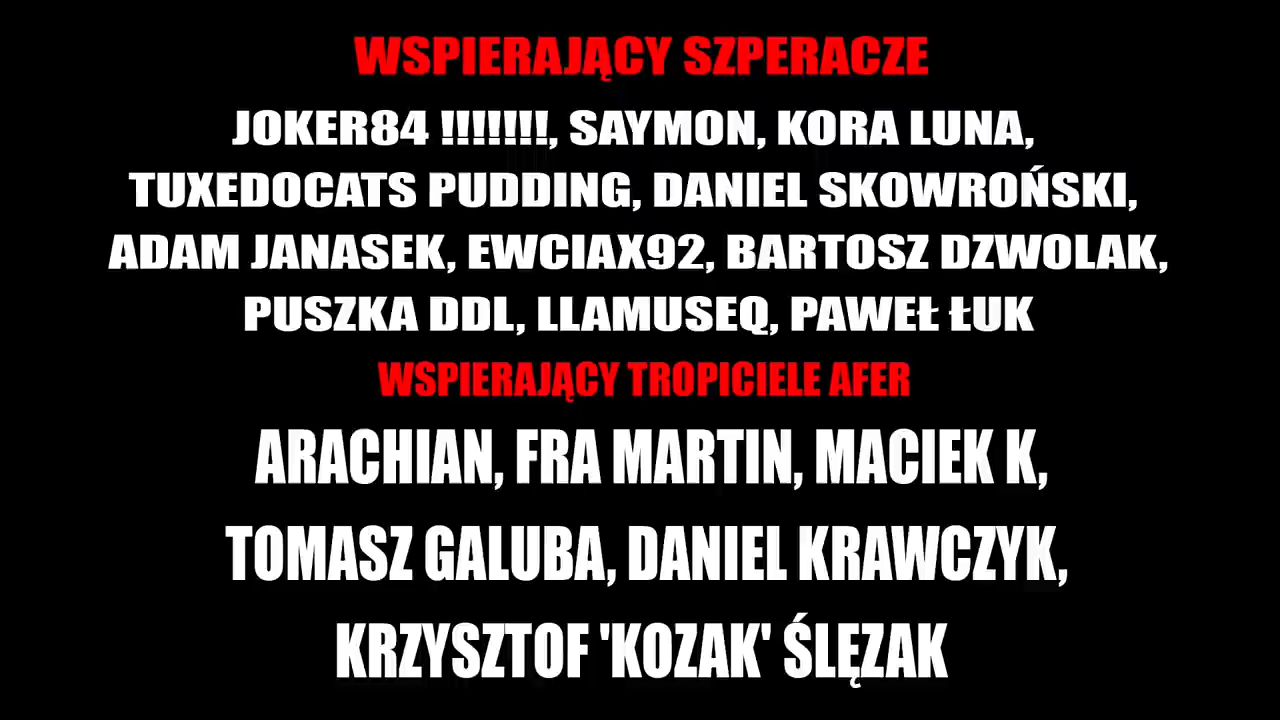 WSPIERAJĄCY SZPERACZE
JOKER84 !!!!!!!, SAYMON, KORA LUNA,
TUXEDOCATS PUDDING, DANIEL SKOWROŃSKI,
ADAM JANASEK, EWCIAX92, BARTOSZ DZWOLAK,
PUSZKA DDL, LLAMUSEQ, PAWEŁ ŁUK
WSPIERAJĄCY TROPICIELE AFER
ARACHIAN, FRA MARTIN, MACIEK K,
TOMASZ GALUBA, DANIEL KRAWCZYK,
KRZYSZTOF 'KOZAK' ŚLĘZAK